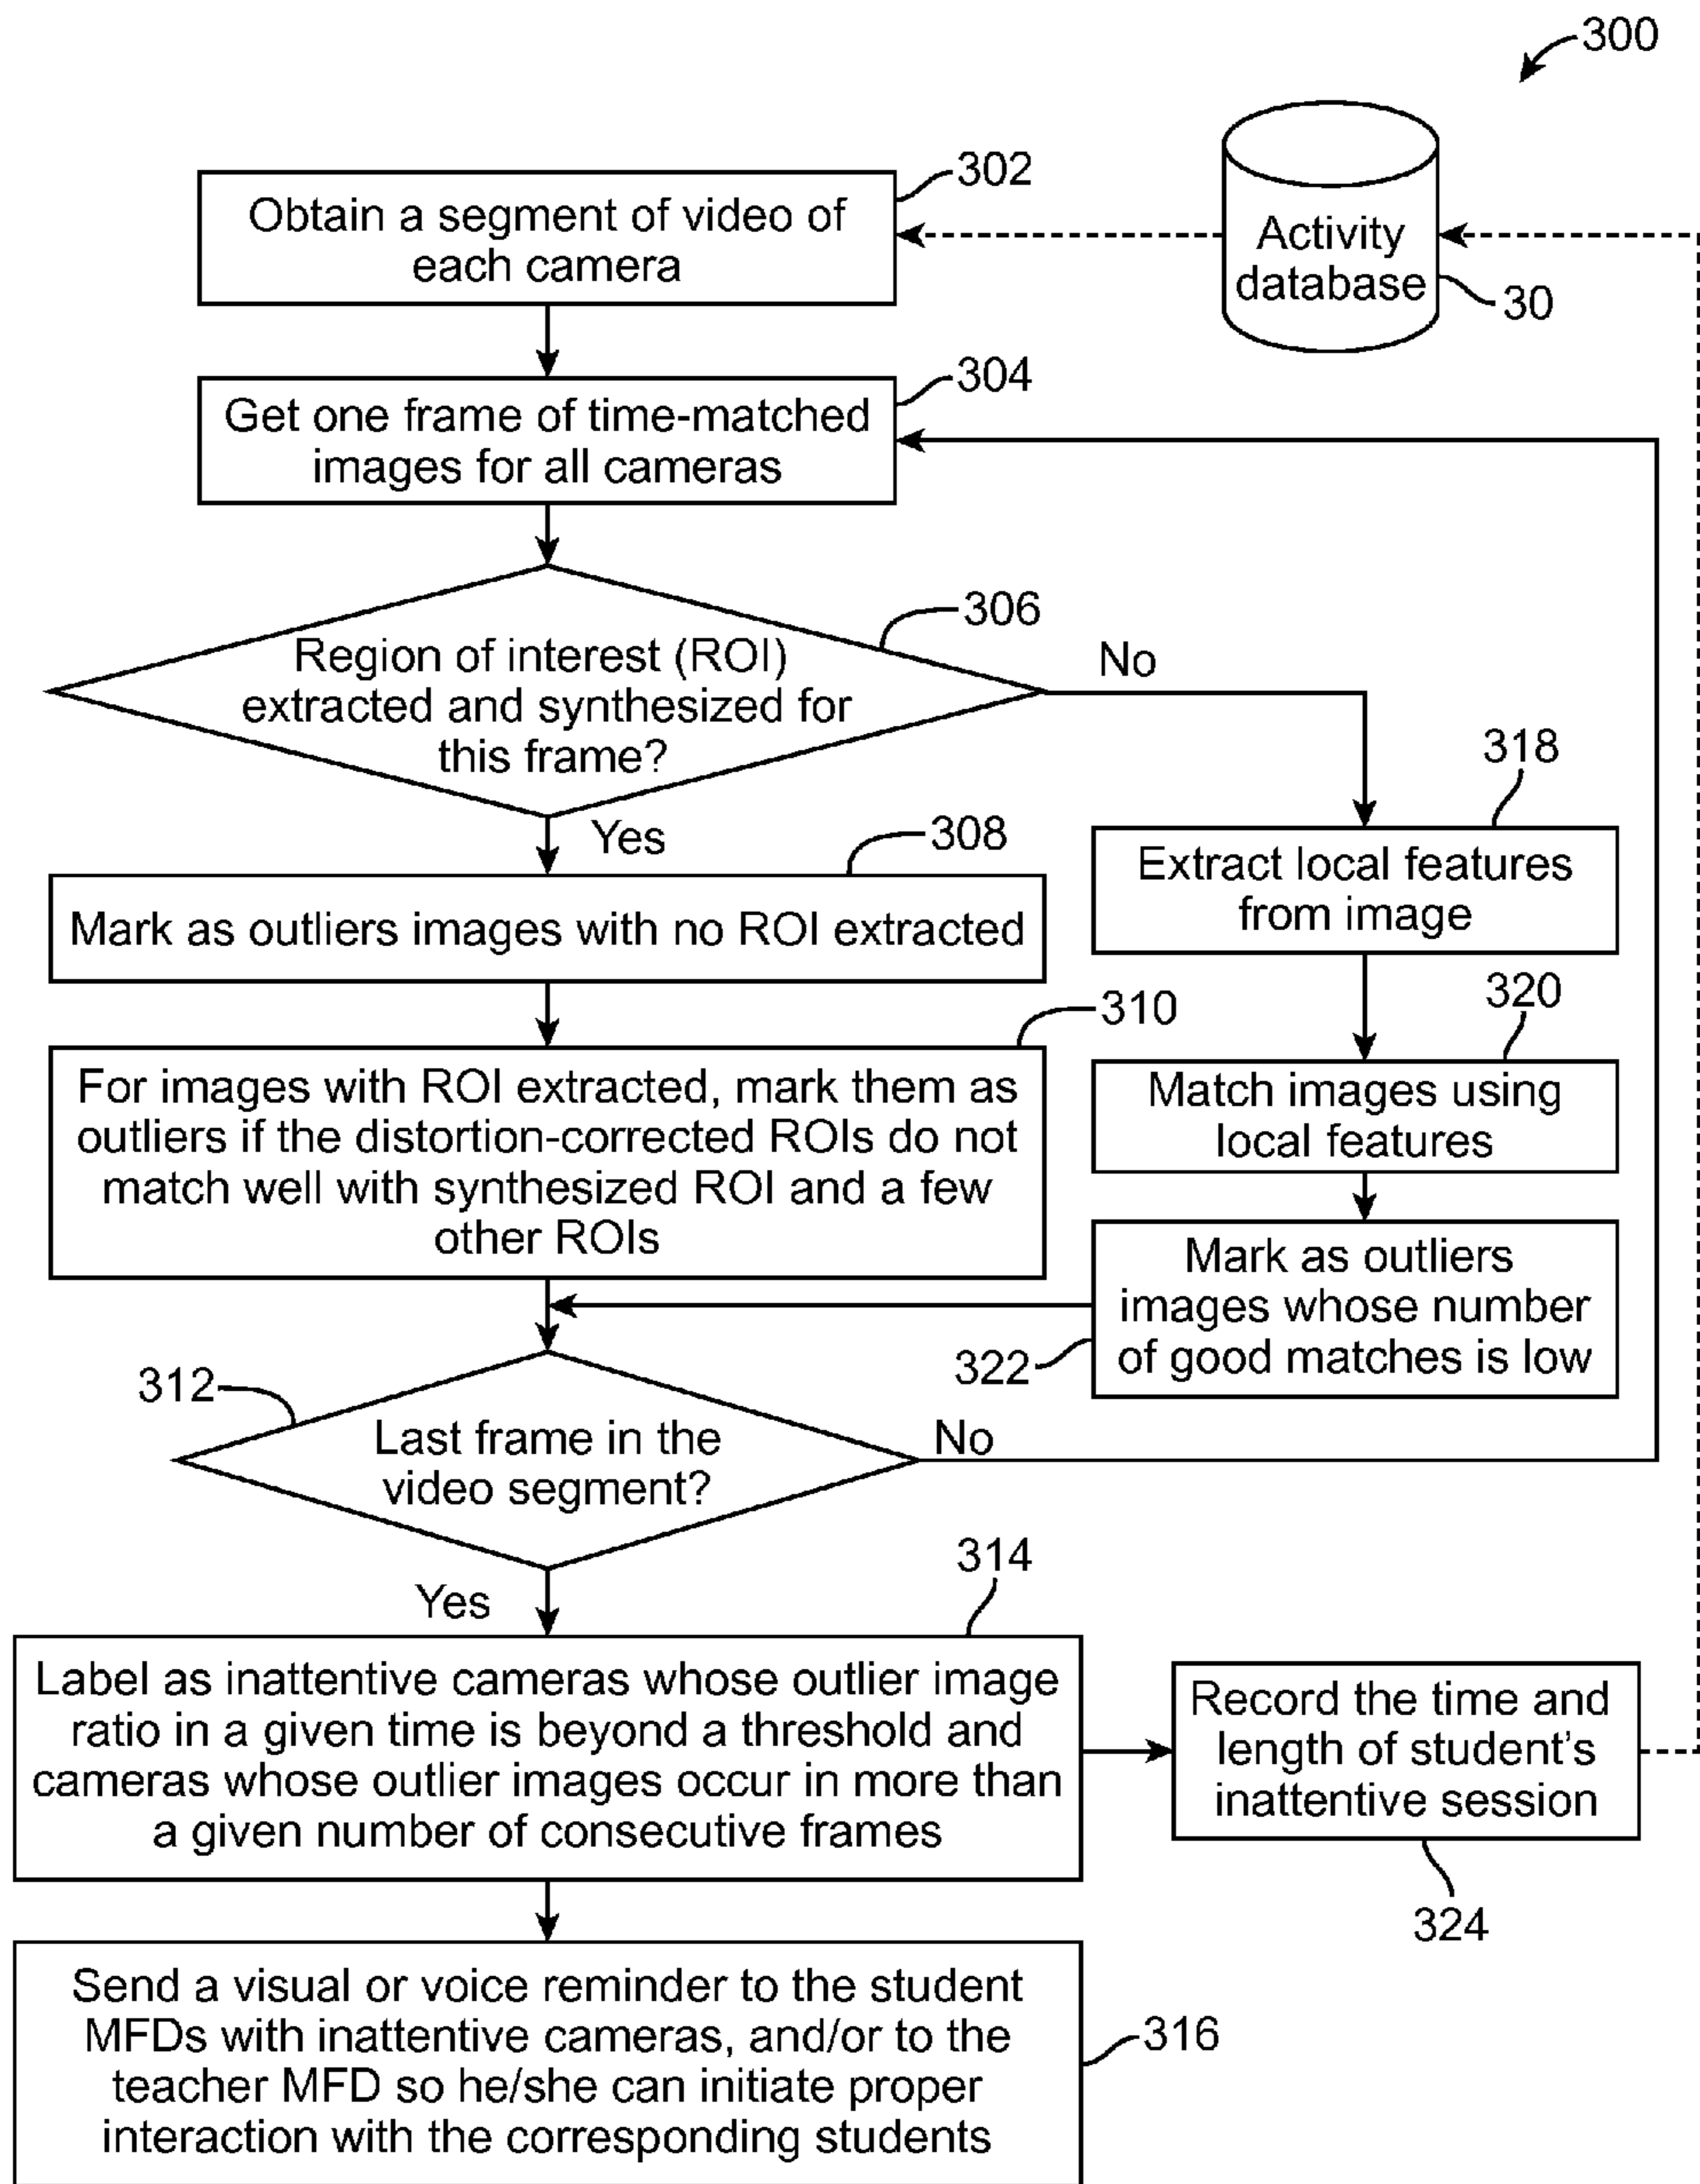 300
302
Obtain a segment of video of
each camera
Activity
database
30
304
Get one frame of time-matched
images for all cameras
306
Region of interest (ROI)
extracted and synthesized for
this frame?
No
Yes
308
Mark as outliers images with no ROI extracted
318
Extract local features
from image
310
For images with ROI extracted, mark them as
outliers if the distortion-corrected ROIs do not
match well with synthesized ROI and a few
other ROIs
320
Match images using
local features
Mark as outliers
images whose number
of good matches is low
322
312
Last frame in the
video segment?
No
Yes
314
Label as inattentive cameras whose outlier image
ratio in a given time is beyond a threshold and
cameras whose outlier images occur in more than
a given number of consecutive frames
Record the time and
length of student's
inattentive session
324
Send a visual or voice reminder to the student
MFDs with inattentive cameras, and/or to the
teacher MFD so he/she can initiate proper
interaction with the corresponding students
316